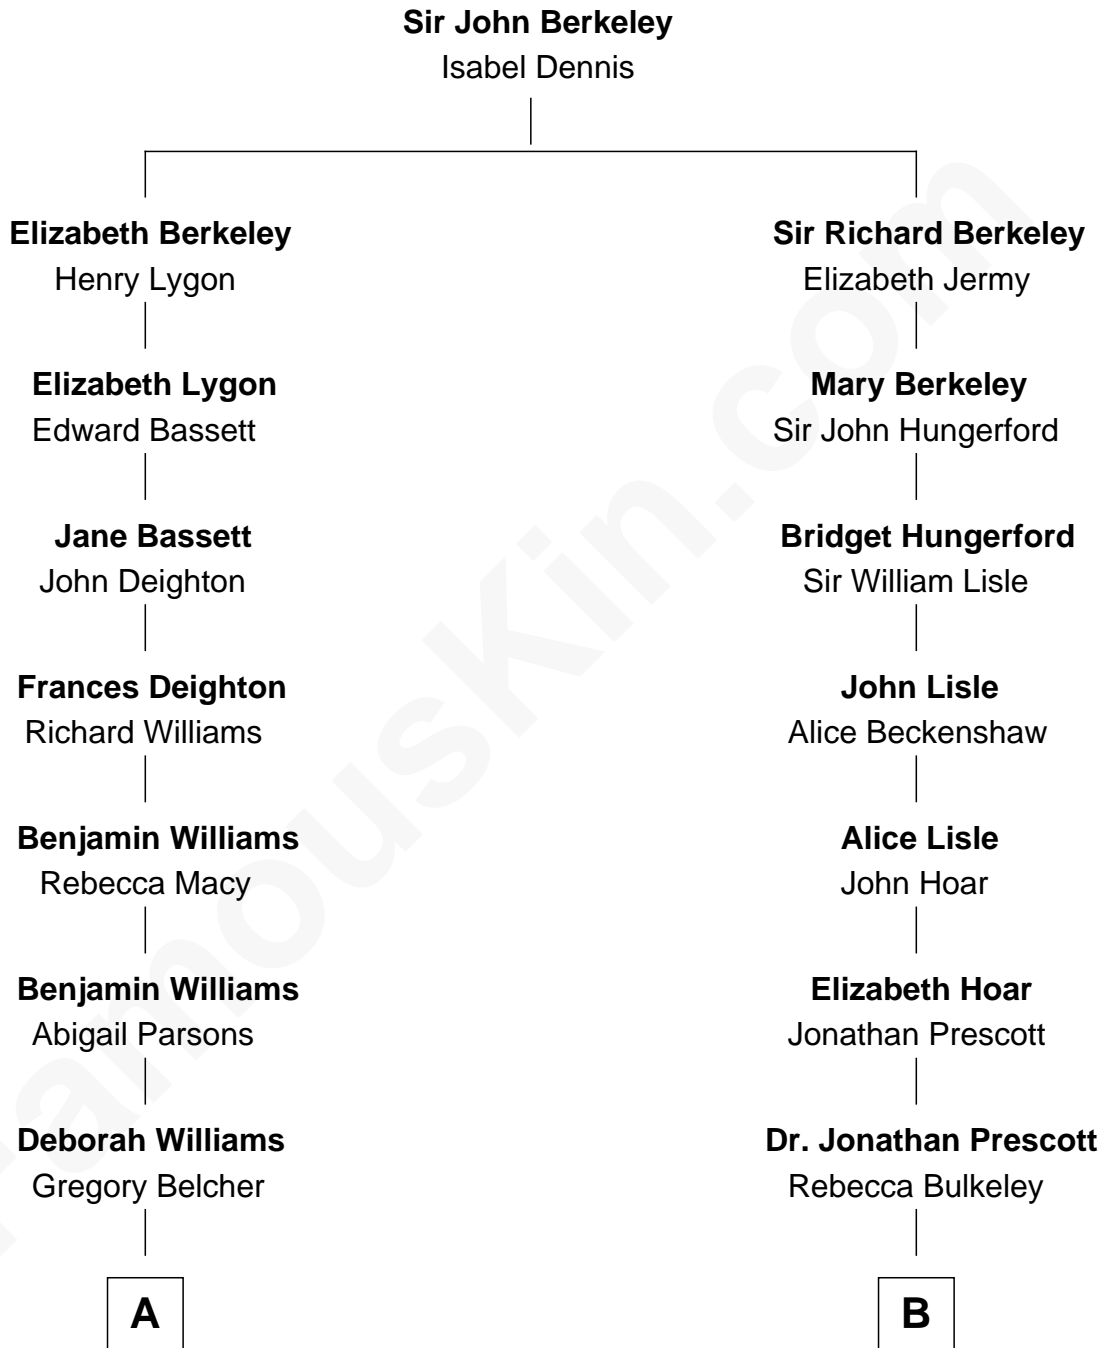 Sir John Berkeley
Isabel Dennis
Elizabeth Berkeley
Henry Lygon
Sir Richard Berkeley
Elizabeth Jermy
Elizabeth Lygon
Edward Bassett
Mary Berkeley
Sir John Hungerford
Jane Bassett
John Deighton
Bridget Hungerford
Sir William Lisle
Frances Deighton
Richard Williams
John Lisle
Alice Beckenshaw
Benjamin Williams
Rebecca Macy
Alice Lisle
John Hoar
Benjamin Williams
Abigail Parsons
Elizabeth Hoar
Jonathan Prescott
Deborah Williams
Gregory Belcher
Dr. Jonathan Prescott
Rebecca Bulkeley
A
B
FamousKin.com